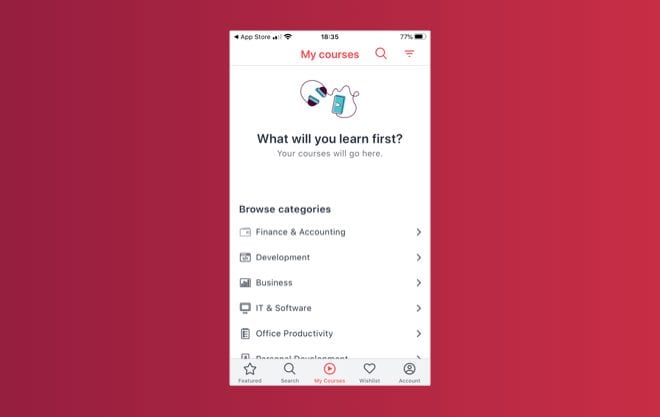 App Store 18:35 77%
My courses
What will you learn first?
Your courses will go here.
Browse categories
Finance & Accounting
Development
Business
IT & Software
Office Productivity
Personal Development
Featured Search My Courses Wishlist Account